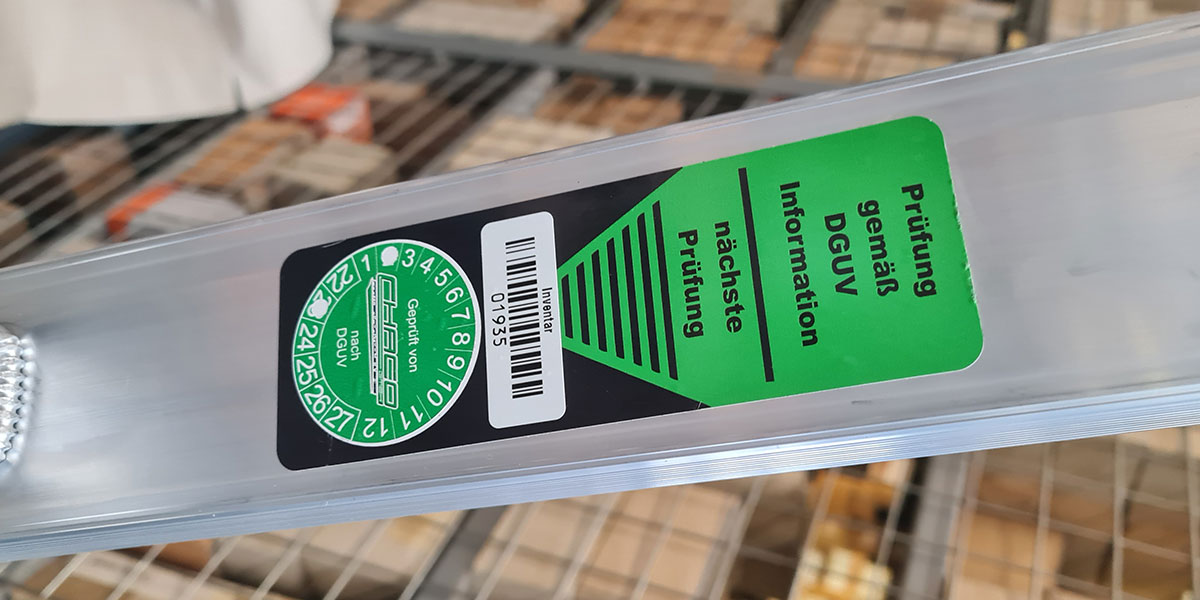 Prüfung
gemäß
DGUV
Information
nächste
Prüfung
Inventar
01935
Geprüft von
nach
DGUV
1 3 4 5 6 7 8 9 10 11 12
22 24 25 26 27